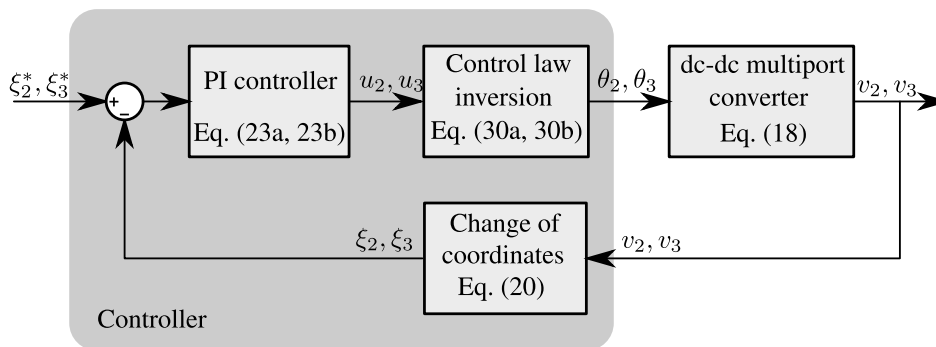 ξ₂*, ξ₃*
+
−
PI controller
Eq. (23a, 23b)
u₂, u₃
Control law
inversion
Eq. (30a, 30b)
θ₂, θ₃
dc-dc multiport
converter
Eq. (18)
v₂, v₃
ξ₂, ξ₃
Change of
coordinates
Eq. (20)
v₂, v₃
Controller